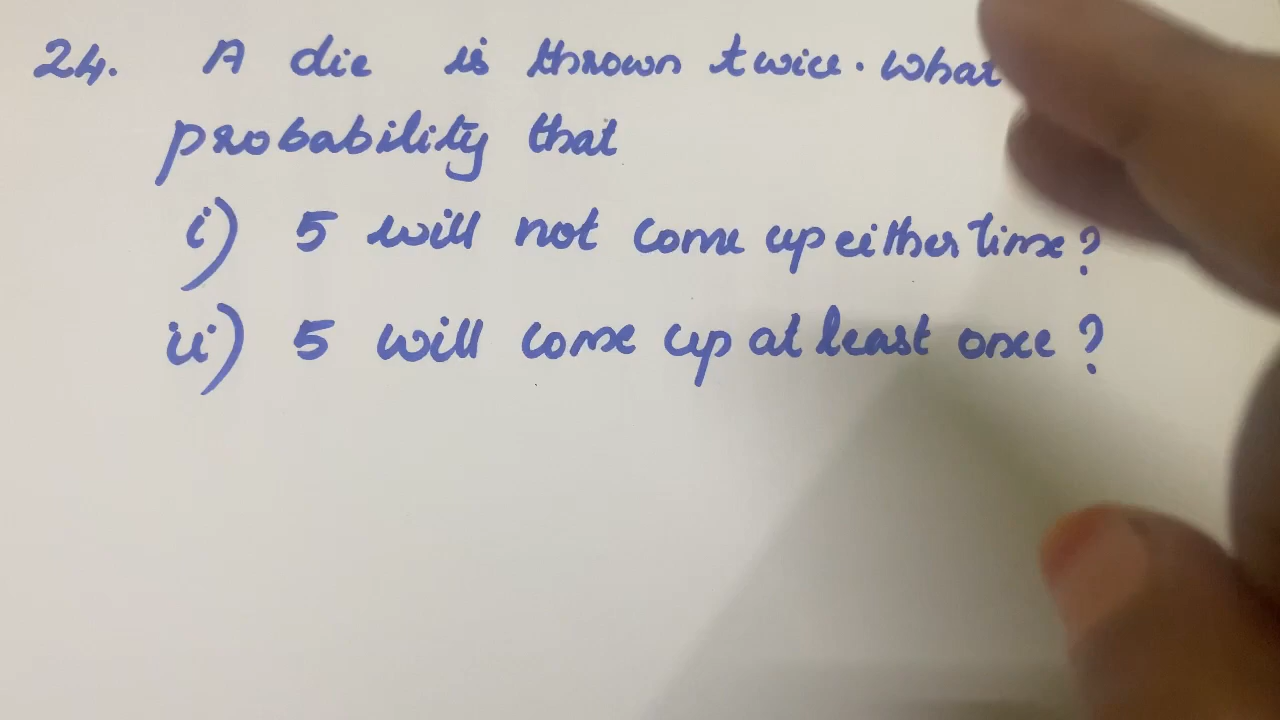 24. A die is thrown twice. What
probability that
i) 5 will not come up either time?
ii) 5 will come up at least once?